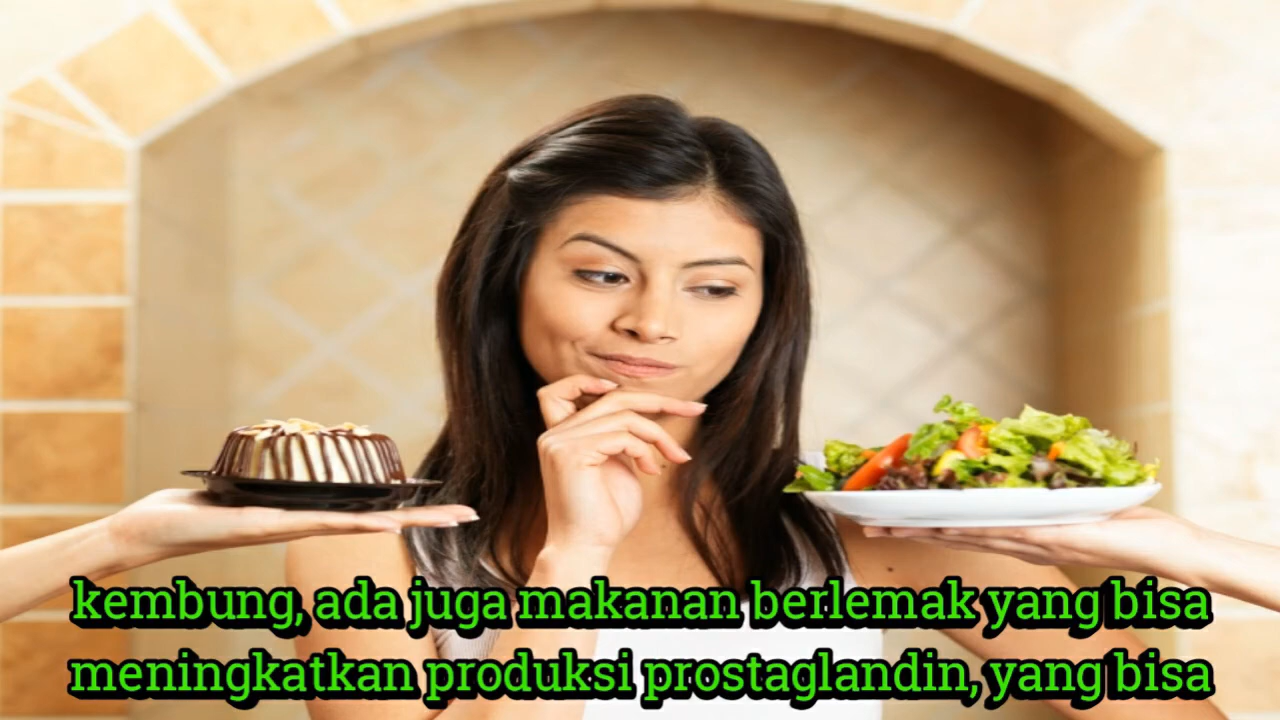 kembung, ada juga makanan berlemak yang bisa
meningkatkan produksi prostaglandin, yang bisa